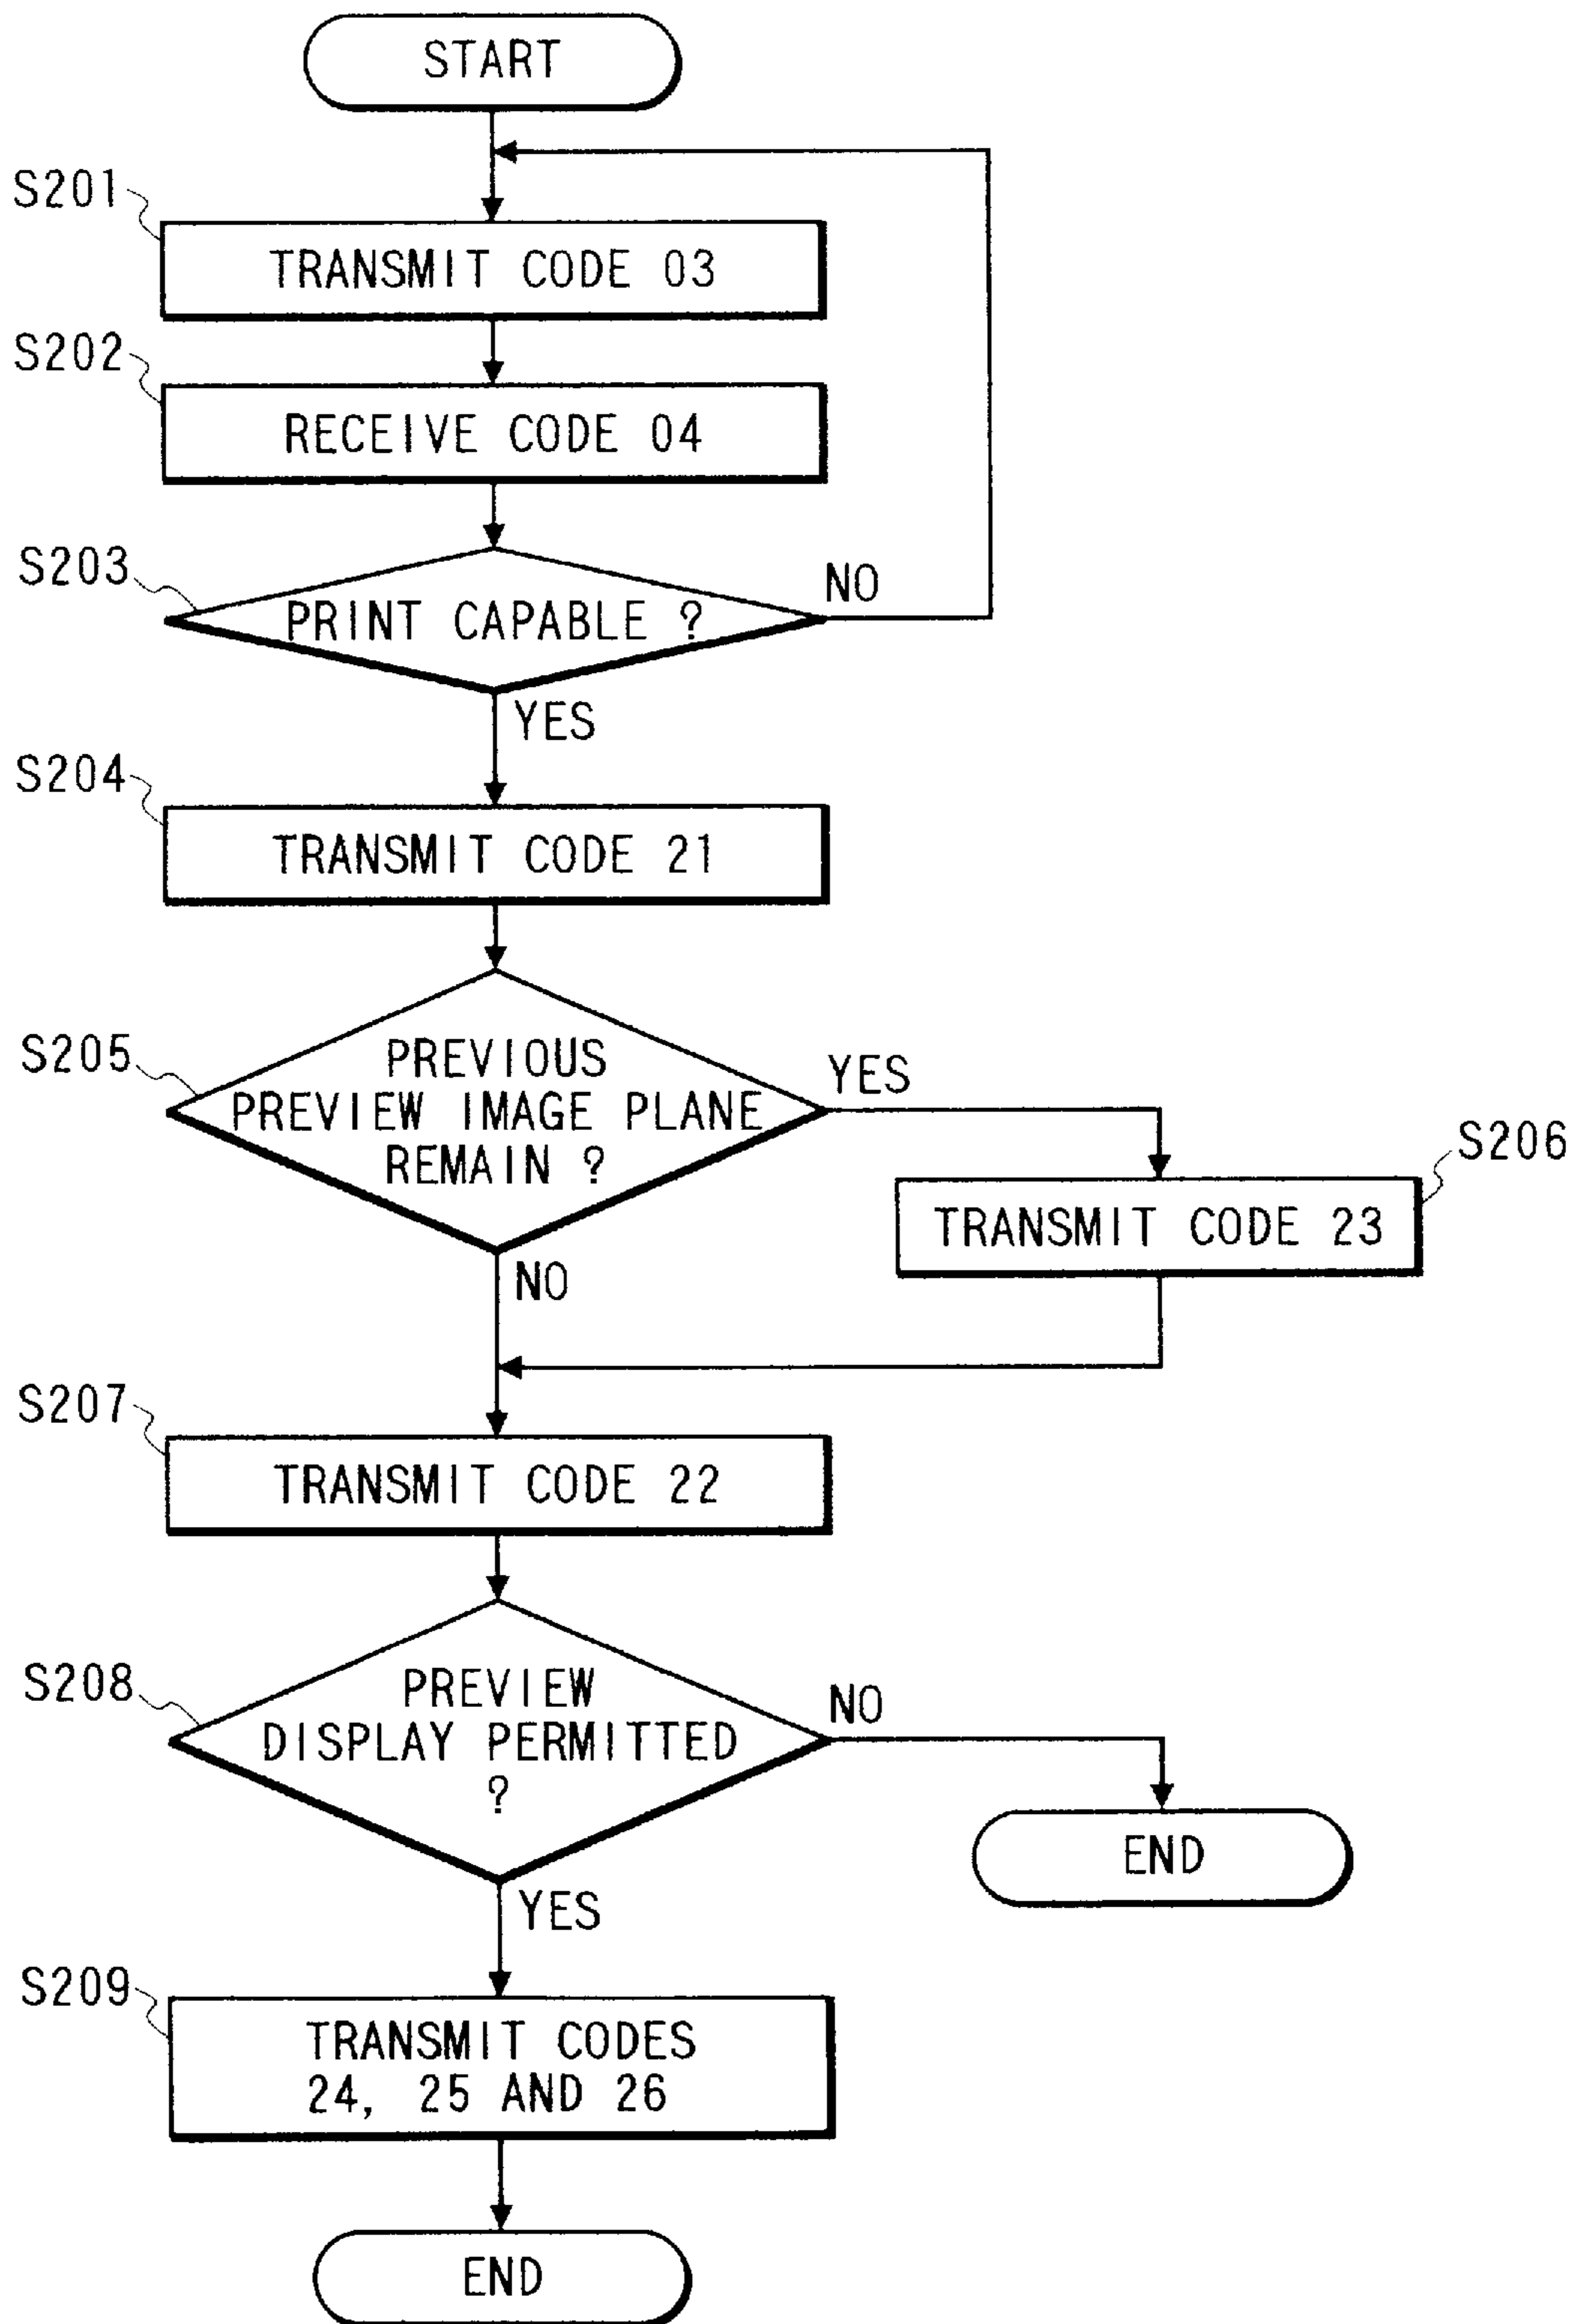 START
S201
TRANSMIT CODE 03
S202
RECEIVE CODE 04
S203
PRINT CAPABLE ?
NO
YES
S204
TRANSMIT CODE 21
S205
PREVIOUS
PREVIEW IMAGE PLANE
REMAIN ?
YES
S206
TRANSMIT CODE 23
NO
S207
TRANSMIT CODE 22
S208
PREVIEW
DISPLAY PERMITTED
?
NO
END
YES
S209
TRANSMIT CODES
24, 25 AND 26
END